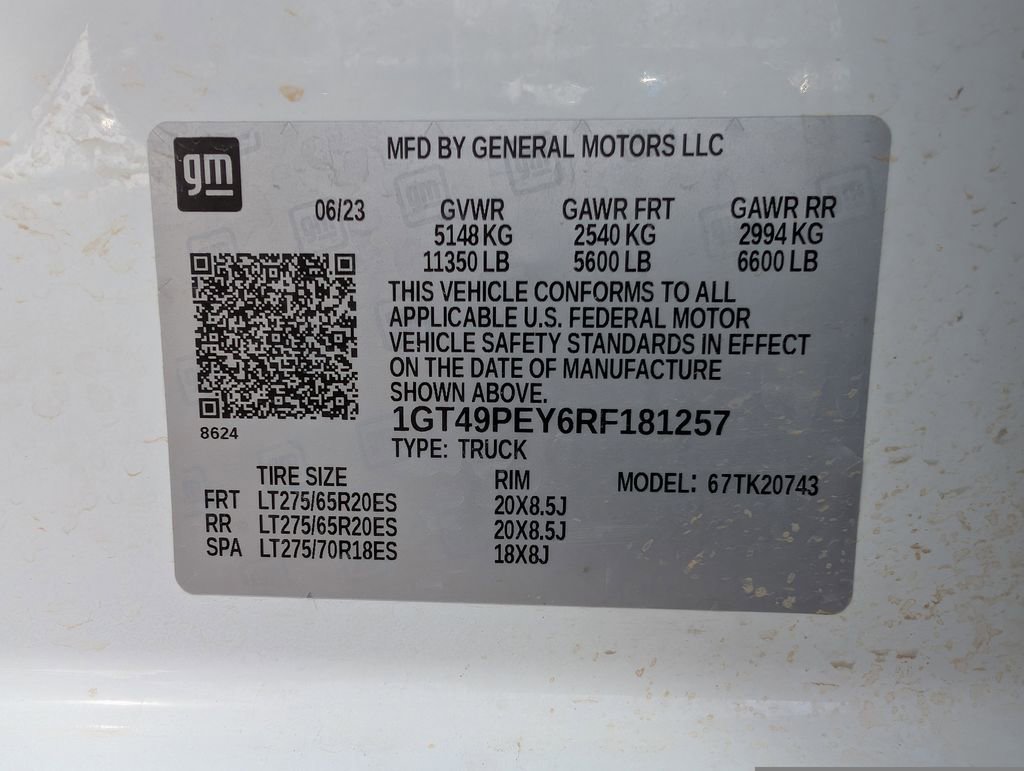 gm
MFD BY GENERAL MOTORS LLC
06/23 GVWR GAWR FRT GAWR RR
5148 KG 2540 KG 2994 KG
11350 LB 5600 LB 6600 LB
THIS VEHICLE CONFORMS TO ALL
APPLICABLE U.S. FEDERAL MOTOR
VEHICLE SAFETY STANDARDS IN EFFECT
ON THE DATE OF MANUFACTURE
SHOWN ABOVE.
8624
1GT49PEY6RF181257
TYPE: TRUCK
TIRE SIZE RIM MODEL: 67TK20743
FRT LT275/65R20ES 20X8.5J
RR LT275/65R20ES 20X8.5J
SPA LT275/70R18ES 18X8J